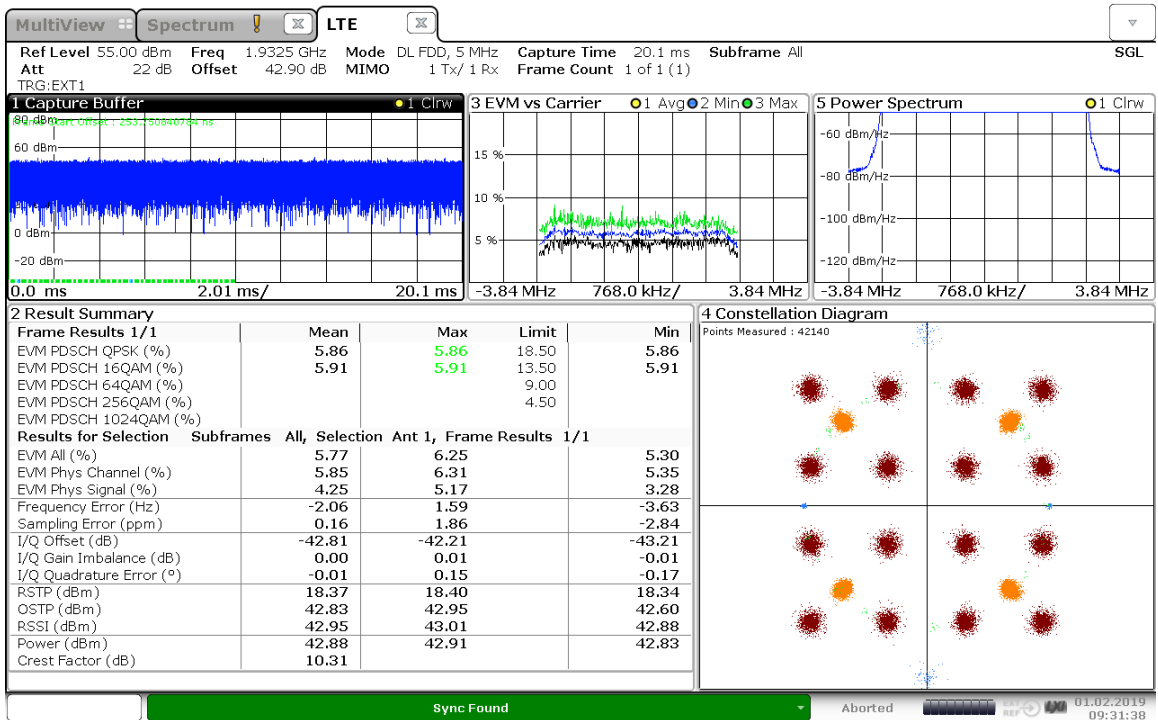 MultiView Spectrum LTE
Ref Level 55.00 dBm Freq 1.9325 GHz Mode DL FDD, 5 MHz Capture Time 20.1 ms Subframe All SGL
Att 22 dB Offset 42.90 dB MIMO 1 Tx/ 1 Rx Frame Count 1 of 1 (1)
TRG:EXT1
1 Capture Buffer 1 Clrw
80 dBm
Frame Start Offset : 253.750840764 ns
60 dBm
0 dBm
-20 dBm
0.0 ms 2.01 ms/ 20.1 ms
3 EVM vs Carrier 1 Avg 2 Min 3 Max
15 %
10 %
5 %
-3.84 MHz 768.0 kHz/ 3.84 MHz
5 Power Spectrum 1 Clrw
-60 dBm/Hz
-80 dBm/Hz
-100 dBm/Hz
-120 dBm/Hz
-3.84 MHz 768.0 kHz/ 3.84 MHz
2 Result Summary
Frame Results 1/1 Mean Max Limit Min
EVM PDSCH QPSK (%) 5.86 5.86 18.50 5.86
EVM PDSCH 16QAM (%) 5.91 5.91 13.50 5.91
EVM PDSCH 64QAM (%) 9.00
EVM PDSCH 256QAM (%) 4.50
EVM PDSCH 1024QAM (%)
Results for Selection Subframes All, Selection Ant 1, Frame Results 1/1
EVM All (%) 5.77 6.25 5.30
EVM Phys Channel (%) 5.85 6.31 5.35
EVM Phys Signal (%) 4.25 5.17 3.28
Frequency Error (Hz) -2.06 1.59 -3.63
Sampling Error (ppm) 0.16 1.86 -2.84
I/Q Offset (dB) -42.81 -42.21 -43.21
I/Q Gain Imbalance (dB) 0.00 0.01 -0.01
I/Q Quadrature Error (°) -0.01 0.15 -0.17
RSTP (dBm) 18.37 18.40 18.34
OSTP (dBm) 42.83 42.95 42.60
RSSI (dBm) 42.95 43.01 42.88
Power (dBm) 42.88 42.91 42.83
Crest Factor (dB) 10.31
4 Constellation Diagram
Points Measured : 42140
Sync Found Aborted EXT REF LXI 01.02.2019
09:31:38